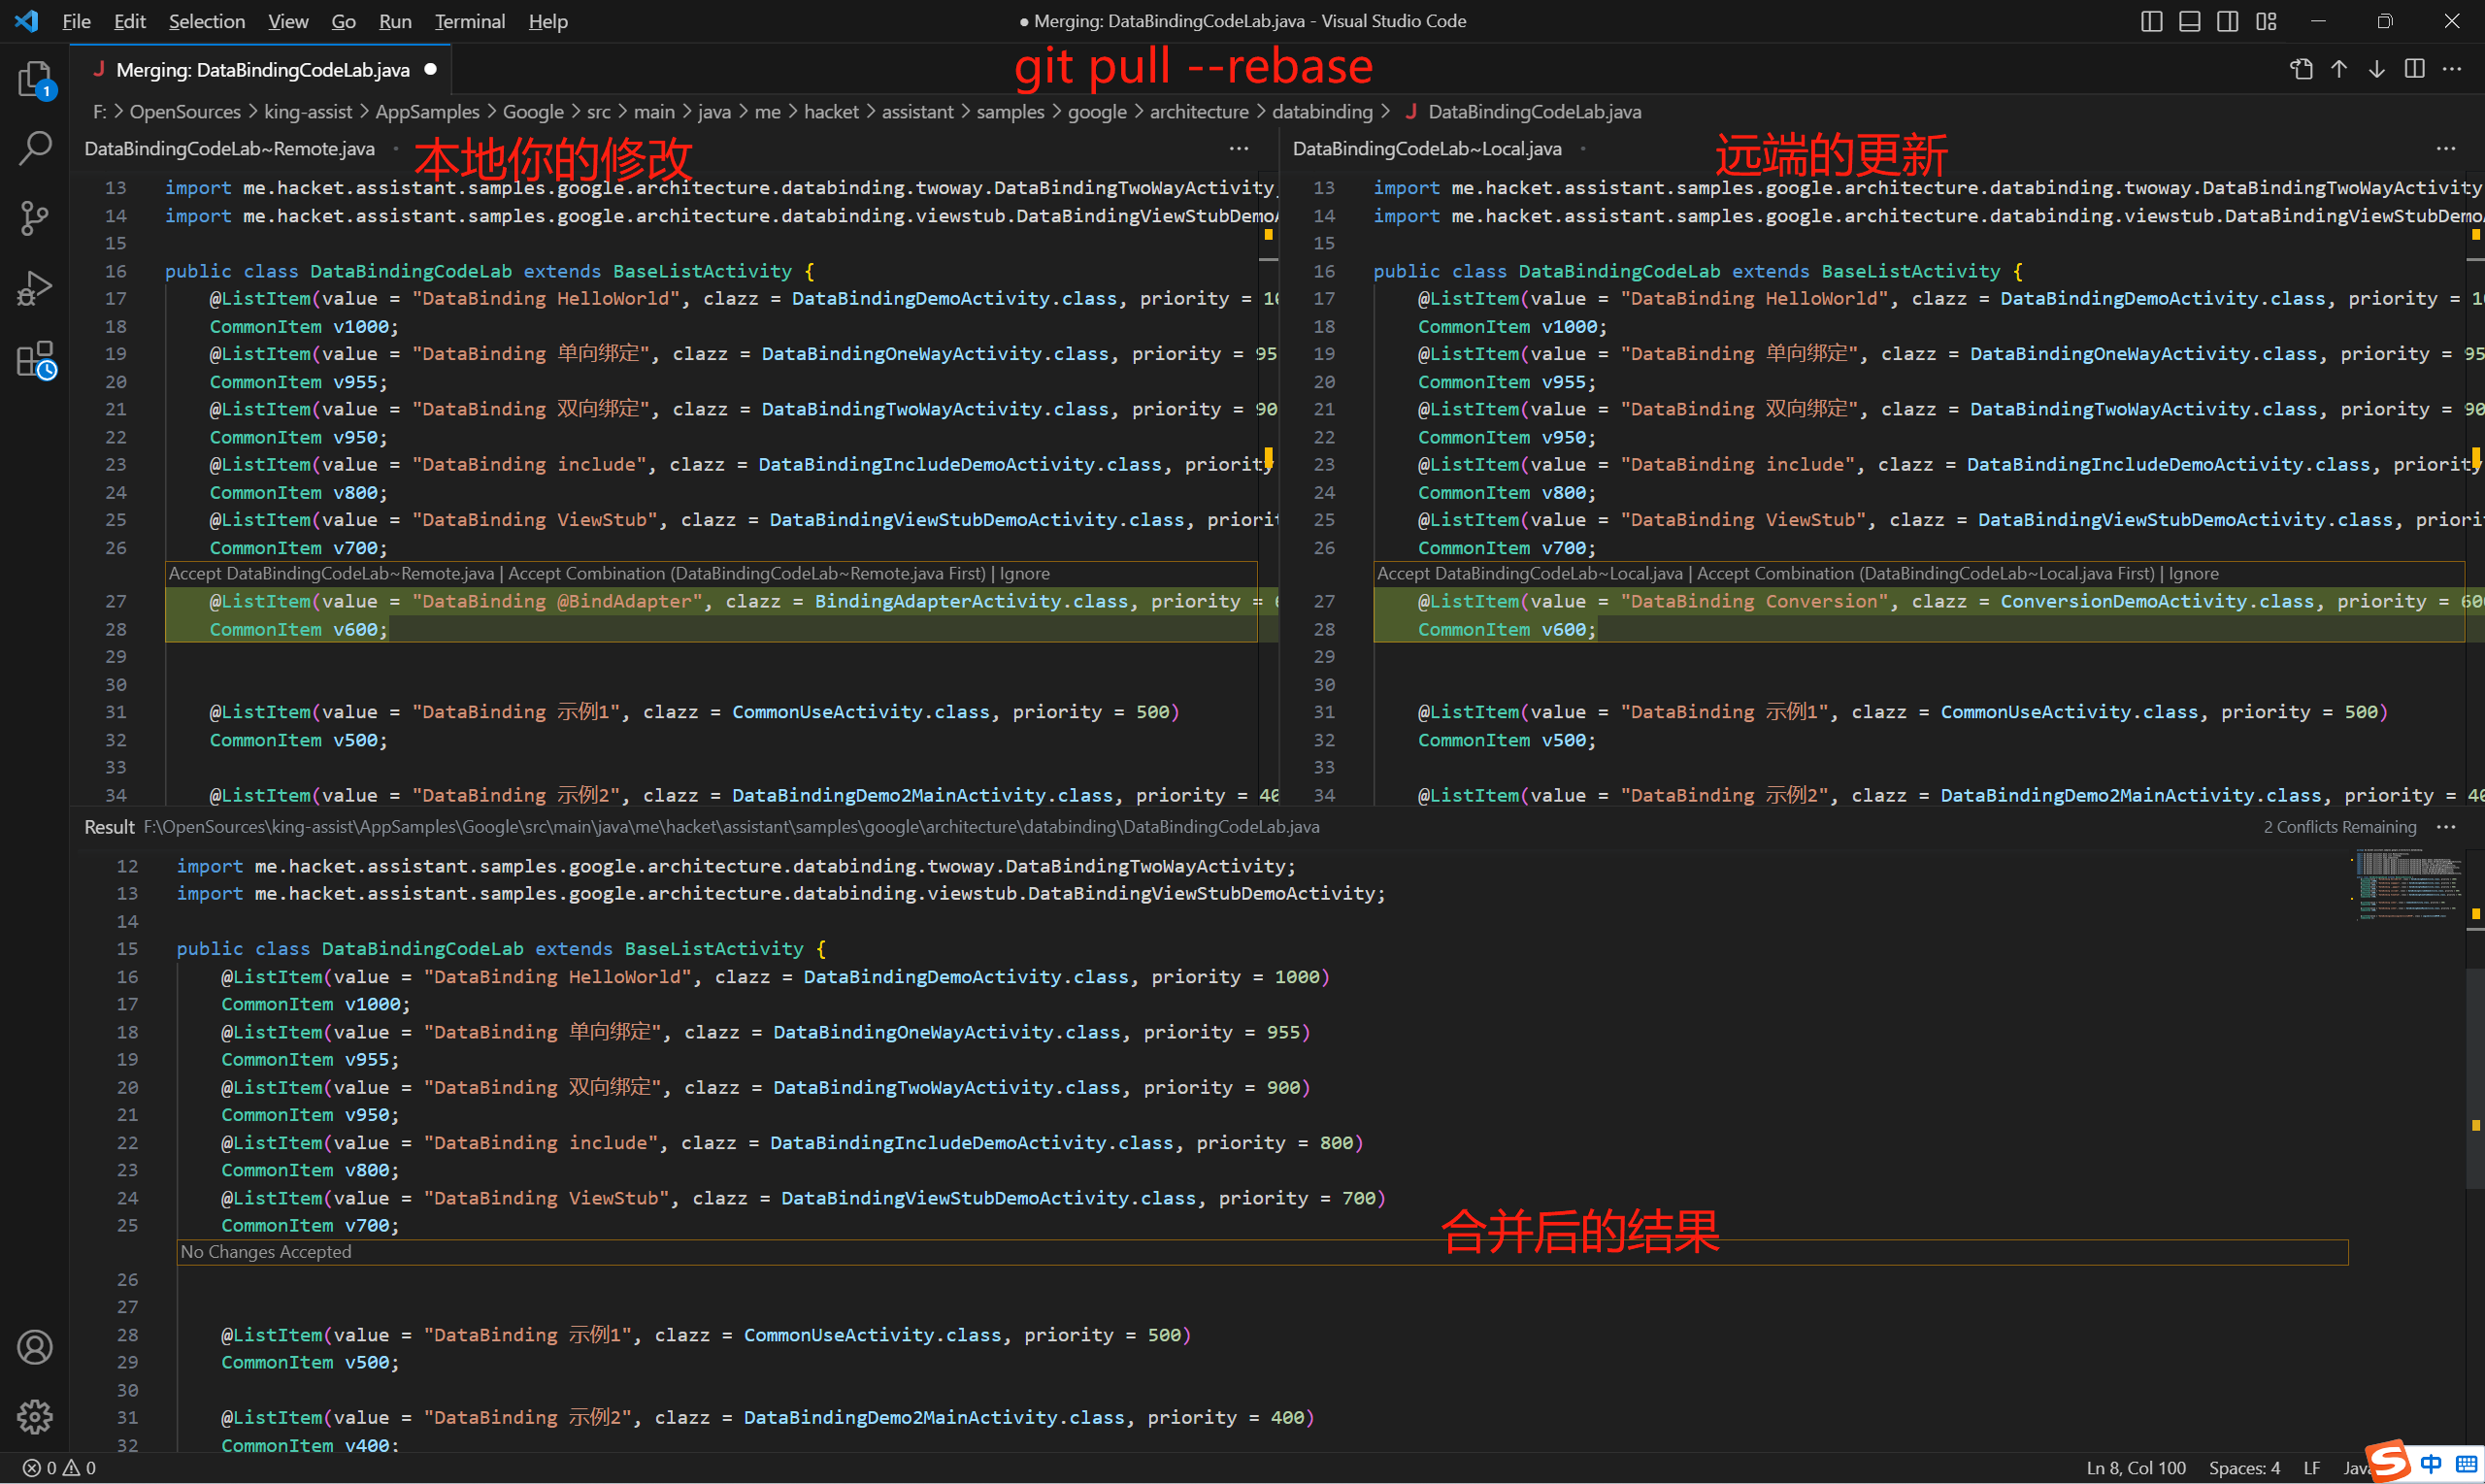 File Edit Selection View Go Run Terminal Help
● Merging: DataBindingCodeLab.java - Visual Studio Code
J Merging: DataBindingCodeLab.java ●
git pull --rebase
1
F: > OpenSources > king-assist > AppSamples > Google > src > main > java > me > hacket > assistant > samples > google > architecture > databinding > J DataBindingCodeLab.java
DataBindingCodeLab~Remote.java
本地你的修改
13 import me.hacket.assistant.samples.google.architecture.databinding.twoway.DataBindingTwoWayActivity
14 import me.hacket.assistant.samples.google.architecture.databinding.viewstub.DataBindingViewStubDemo
15
16 public class DataBindingCodeLab extends BaseListActivity {
17 @ListItem(value = "DataBinding HelloWorld", clazz = DataBindingDemoActivity.class, priority = 10
18 CommonItem v1000;
19 @ListItem(value = "DataBinding 单向绑定", clazz = DataBindingOneWayActivity.class, priority = 95
20 CommonItem v955;
21 @ListItem(value = "DataBinding 双向绑定", clazz = DataBindingTwoWayActivity.class, priority = 90
22 CommonItem v950;
23 @ListItem(value = "DataBinding include", clazz = DataBindingIncludeDemoActivity.class, priority
24 CommonItem v800;
25 @ListItem(value = "DataBinding ViewStub", clazz = DataBindingViewStubDemoActivity.class, priorit
26 CommonItem v700;
Accept DataBindingCodeLab~Remote.java | Accept Combination (DataBindingCodeLab~Remote.java First) | Ignore
27 @ListItem(value = "DataBinding @BindAdapter", clazz = BindingAdapterActivity.class, priority =
28 CommonItem v600;
29
30
31 @ListItem(value = "DataBinding 示例1", clazz = CommonUseActivity.class, priority = 500)
32 CommonItem v500;
33
34 @ListItem(value = "DataBinding 示例2", clazz = DataBindingDemo2MainActivity.class, priority = 40
DataBindingCodeLab~Local.java
远端的更新
13 import me.hacket.assistant.samples.google.architecture.databinding.twoway.DataBindingTwoWayActivity
14 import me.hacket.assistant.samples.google.architecture.databinding.viewstub.DataBindingViewStubDemo
15
16 public class DataBindingCodeLab extends BaseListActivity {
17 @ListItem(value = "DataBinding HelloWorld", clazz = DataBindingDemoActivity.class, priority = 10
18 CommonItem v1000;
19 @ListItem(value = "DataBinding 单向绑定", clazz = DataBindingOneWayActivity.class, priority = 95
20 CommonItem v955;
21 @ListItem(value = "DataBinding 双向绑定", clazz = DataBindingTwoWayActivity.class, priority = 90
22 CommonItem v950;
23 @ListItem(value = "DataBinding include", clazz = DataBindingIncludeDemoActivity.class, priority
24 CommonItem v800;
25 @ListItem(value = "DataBinding ViewStub", clazz = DataBindingViewStubDemoActivity.class, priori
26 CommonItem v700;
Accept DataBindingCodeLab~Local.java | Accept Combination (DataBindingCodeLab~Local.java First) | Ignore
27 @ListItem(value = "DataBinding Conversion", clazz = ConversionDemoActivity.class, priority = 600
28 CommonItem v600;
29
30
31 @ListItem(value = "DataBinding 示例1", clazz = CommonUseActivity.class, priority = 500)
32 CommonItem v500;
33
34 @ListItem(value = "DataBinding 示例2", clazz = DataBindingDemo2MainActivity.class, priority = 40
Result F:\OpenSources\king-assist\AppSamples\Google\src\main\java\me\hacket\assistant\samples\google\architecture\databinding\DataBindingCodeLab.java
2 Conflicts Remaining
12 import me.hacket.assistant.samples.google.architecture.databinding.twoway.DataBindingTwoWayActivity;
13 import me.hacket.assistant.samples.google.architecture.databinding.viewstub.DataBindingViewStubDemoActivity;
14
15 public class DataBindingCodeLab extends BaseListActivity {
16 @ListItem(value = "DataBinding HelloWorld", clazz = DataBindingDemoActivity.class, priority = 1000)
17 CommonItem v1000;
18 @ListItem(value = "DataBinding 单向绑定", clazz = DataBindingOneWayActivity.class, priority = 955)
19 CommonItem v955;
20 @ListItem(value = "DataBinding 双向绑定", clazz = DataBindingTwoWayActivity.class, priority = 900)
21 CommonItem v950;
22 @ListItem(value = "DataBinding include", clazz = DataBindingIncludeDemoActivity.class, priority = 800)
23 CommonItem v800;
24 @ListItem(value = "DataBinding ViewStub", clazz = DataBindingViewStubDemoActivity.class, priority = 700)
25 CommonItem v700;
合并后的结果
No Changes Accepted
26
27
28 @ListItem(value = "DataBinding 示例1", clazz = CommonUseActivity.class, priority = 500)
29 CommonItem v500;
30
31 @ListItem(value = "DataBinding 示例2", clazz = DataBindingDemo2MainActivity.class, priority = 400)
32 CommonItem v400;
0 0
Ln 8, Col 100 Spaces: 4 LF Java
S 中